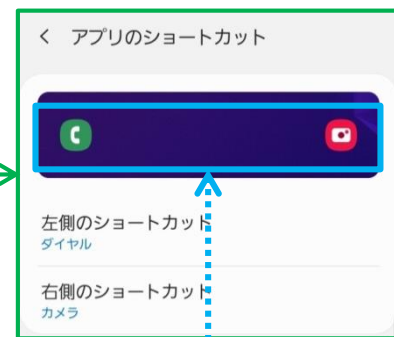 アプリのショートカット
左側のショートカット
ダイヤル
右側のショートカット
カメラ